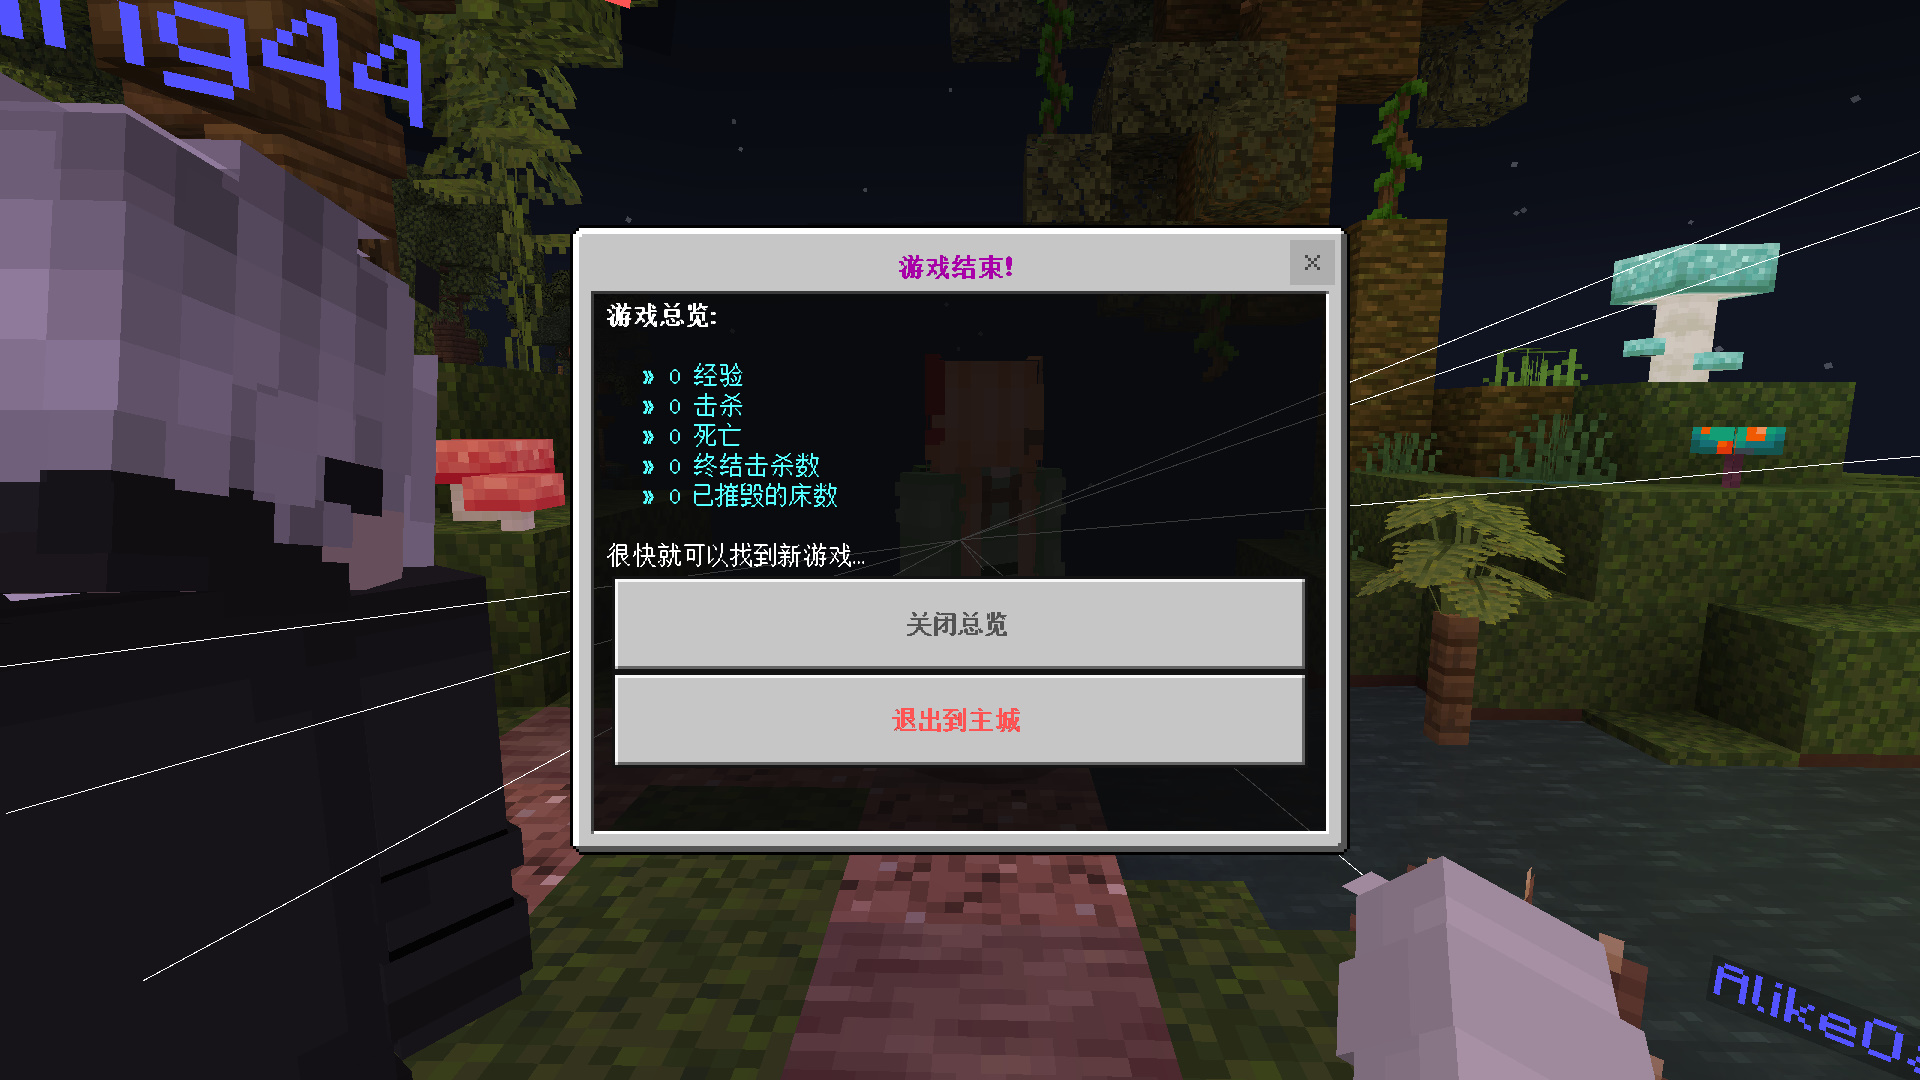 1944
游戏结束!
游戏总览:
» 0 经验
» 0 击杀
» 0 死亡
» 0 终结击杀数
» 0 已摧毁的床数
很快就可以找到新游戏...
关闭总览
退出到主城